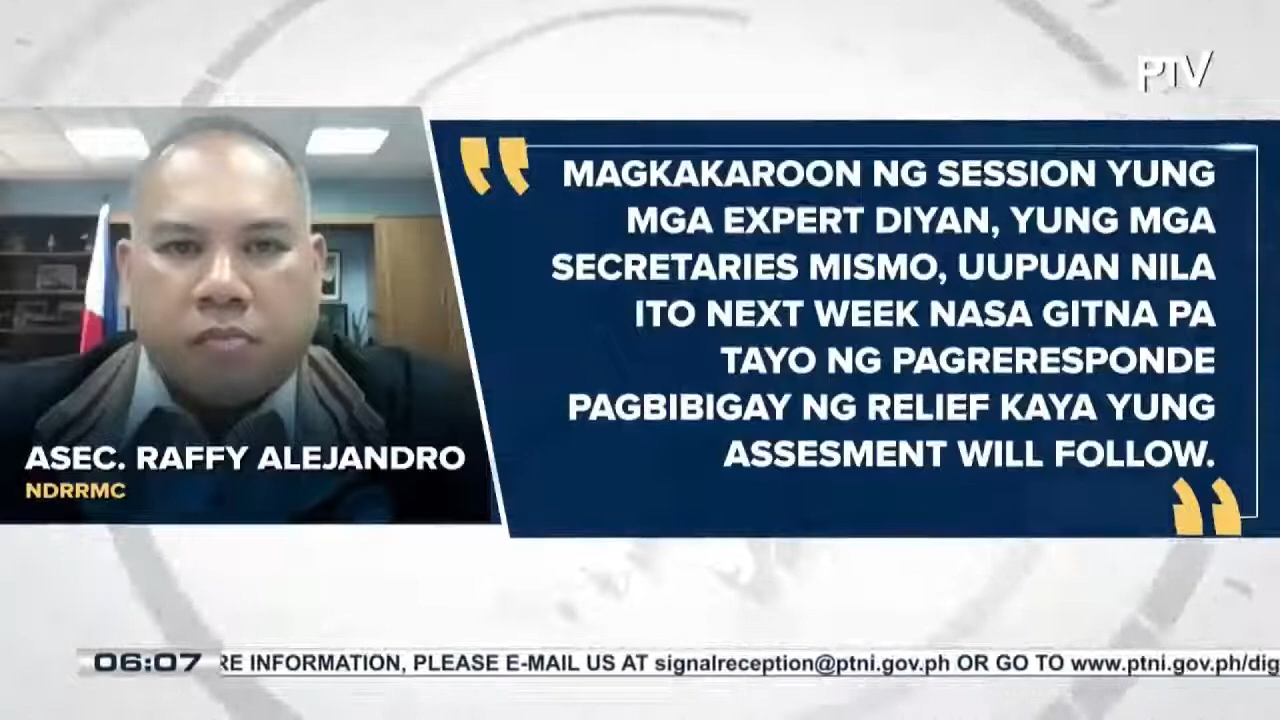 PTV
MAGKAKAROON NG SESSION YUNG
MGA EXPERT DIYAN, YUNG MGA
SECRETARIES MISMO, UUPUAN NILA
ITO NEXT WEEK NASA GITNA PA
TAYO NG PAGRERESPONDE
PAGBIBIGAY NG RELIEF KAYA YUNG
ASSESMENT WILL FOLLOW.
ASEC. RAFFY ALEJANDRO
NDRRMC
06:07 RE INFORMATION, PLEASE E-MAIL US AT signalreception@ptni.gov.ph OR GO TO www.ptni.gov.ph/dig